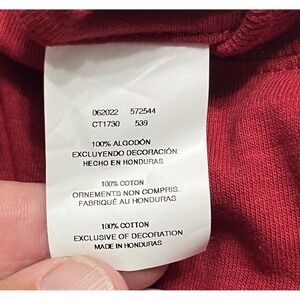 062022 572544
CT1730 539
100% ALGODÓN
EXCLUYENDO DECORACIÓN.
HECHO EN HONDURAS
100% COTON
ORNEMENTS NON COMPRIS.
FABRIQUÉ AU HONDURAS
100% COTTON
EXCLUSIVE OF DECORATION.
MADE IN HONDURAS